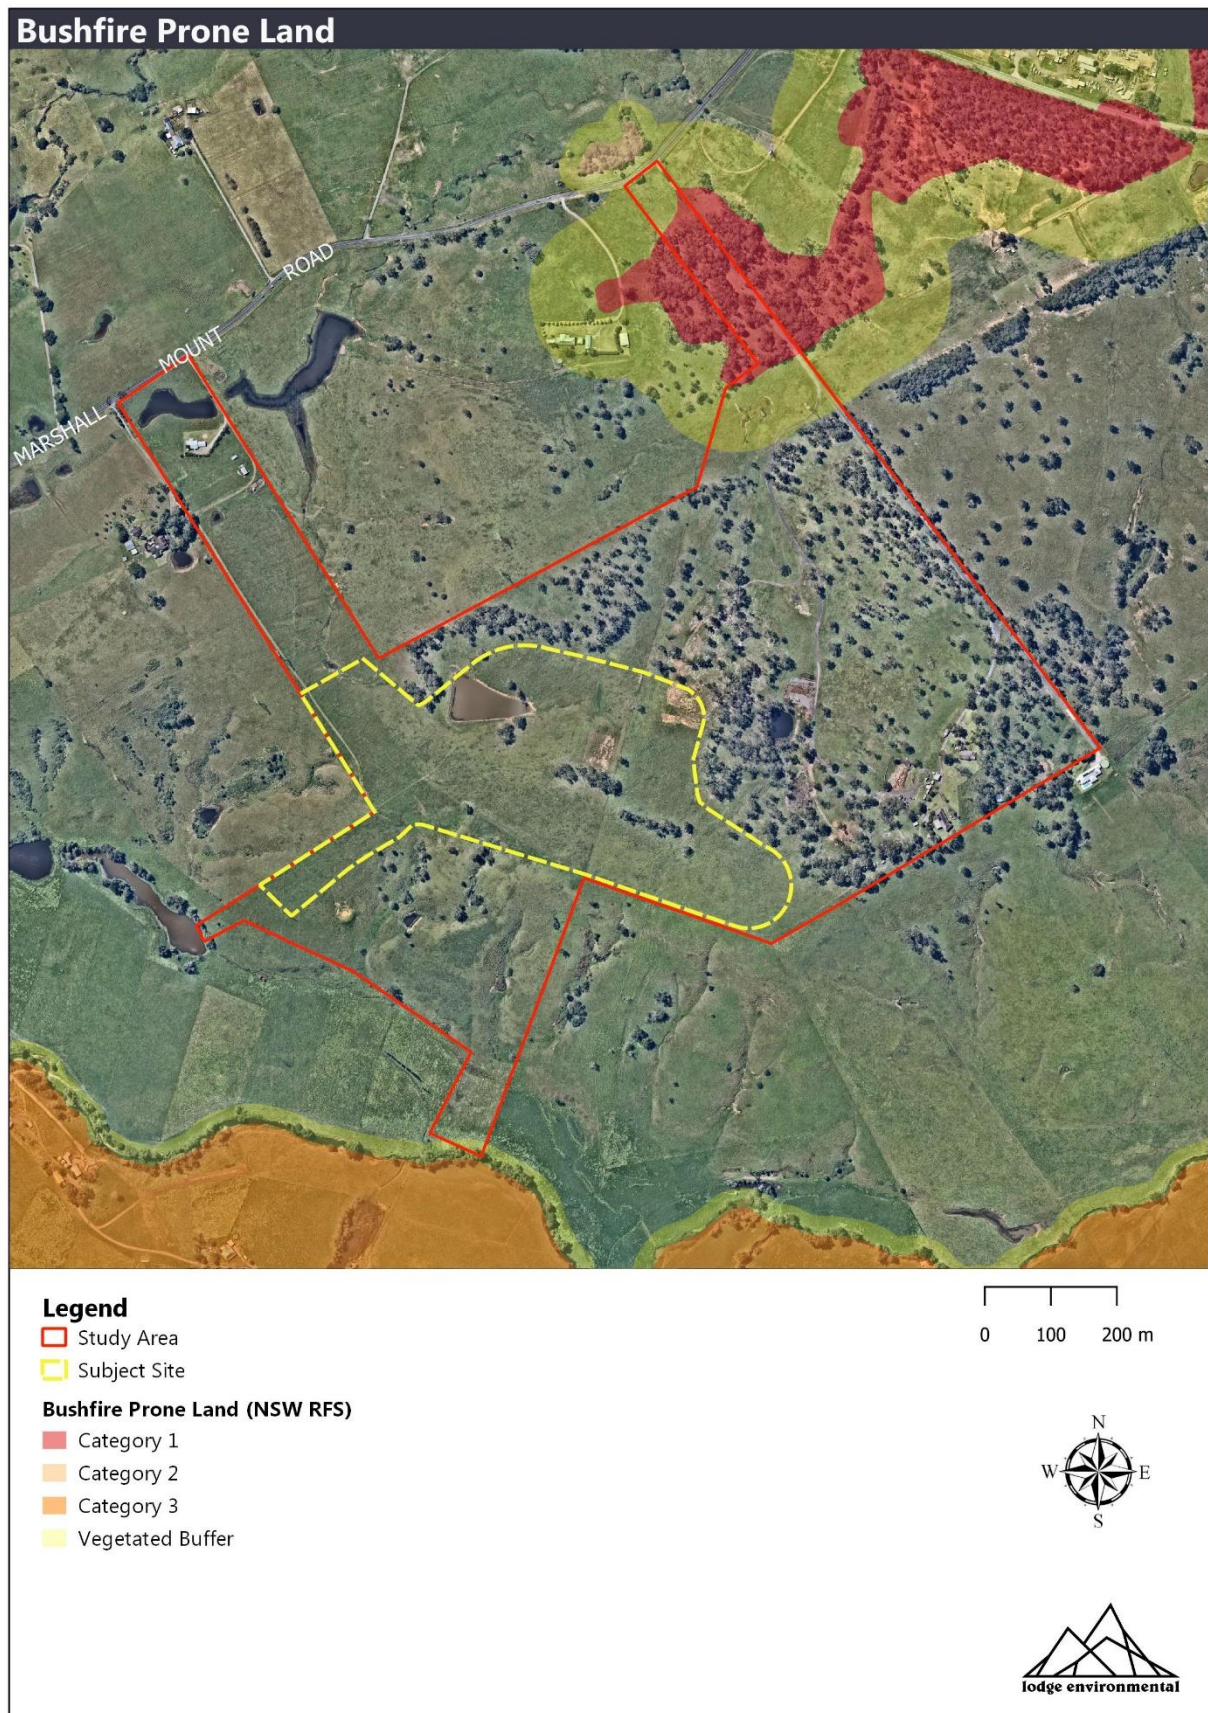 Bushfire Prone Land
MARSHALL MOUNT ROAD
Legend
Study Area
Subject Site
Bushfire Prone Land (NSW RFS)
Category 1
Category 2
Category 3
Vegetated Buffer
0 100 200 m
N
W E
S
lodge environmental